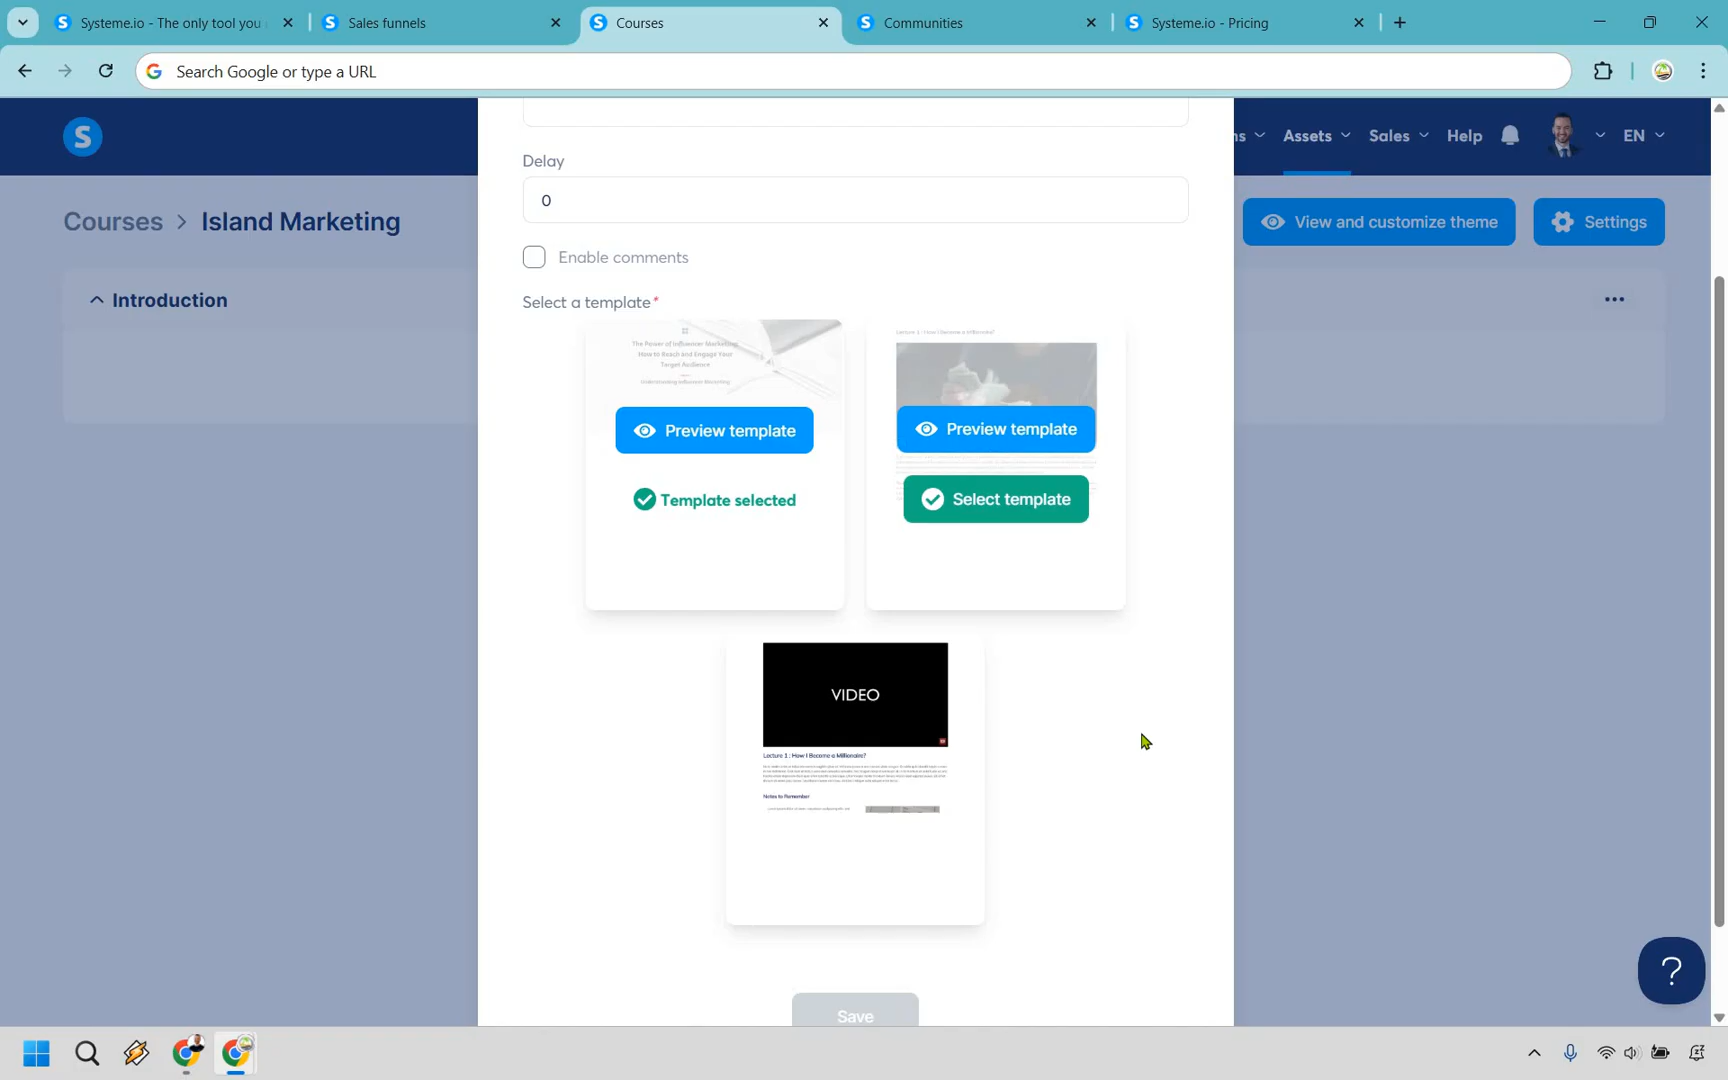 Systeme.io - The only tool you
Sales funnels
Courses
Communities
Systeme.io - Pricing
Search Google or type a URL
S
ns
Assets
Sales
Help
EN
Courses > Island Marketing
View and customize theme
Settings
Introduction
Delay
0
Enable comments
Select a template*
The Power of Influencer Marketing:
How to Reach and Engage Your
Target Audience
Understanding Influencer Marketing
Preview template
Template selected
Lecture 1 : How I Become a Millionaire?
Preview template
Select template
VIDEO
Lecture 1 : How I Become a Millionaire?
Notes to Remember
Save
?